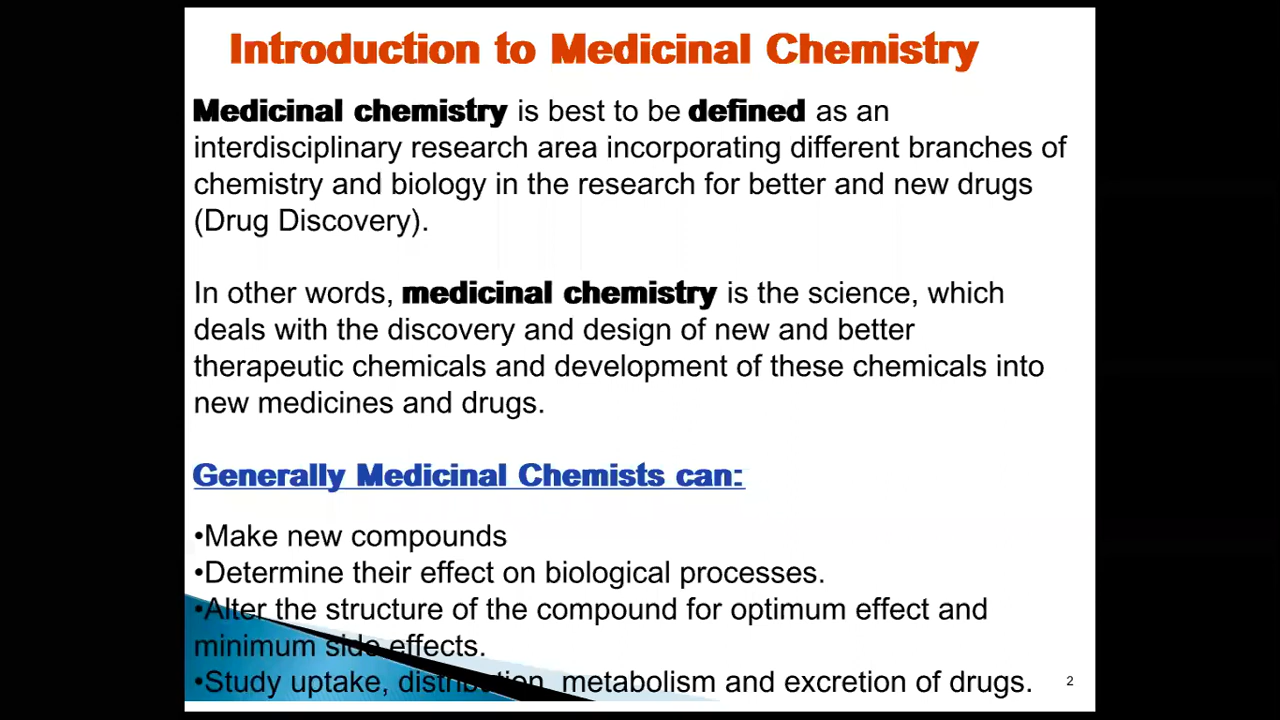 Introduction to Medicinal Chemistry
Medicinal chemistry is best to be defined as an
interdisciplinary research area incorporating different branches of
chemistry and biology in the research for better and new drugs
(Drug Discovery).
In other words, medicinal chemistry is the science, which
deals with the discovery and design of new and better
therapeutic chemicals and development of these chemicals into
new medicines and drugs.
Generally Medicinal Chemists can:
•Make new compounds
•Determine their effect on biological processes.
•Alter the structure of the compound for optimum effect and
minimum side effects.
•Study uptake, distribution, metabolism and excretion of drugs.
2